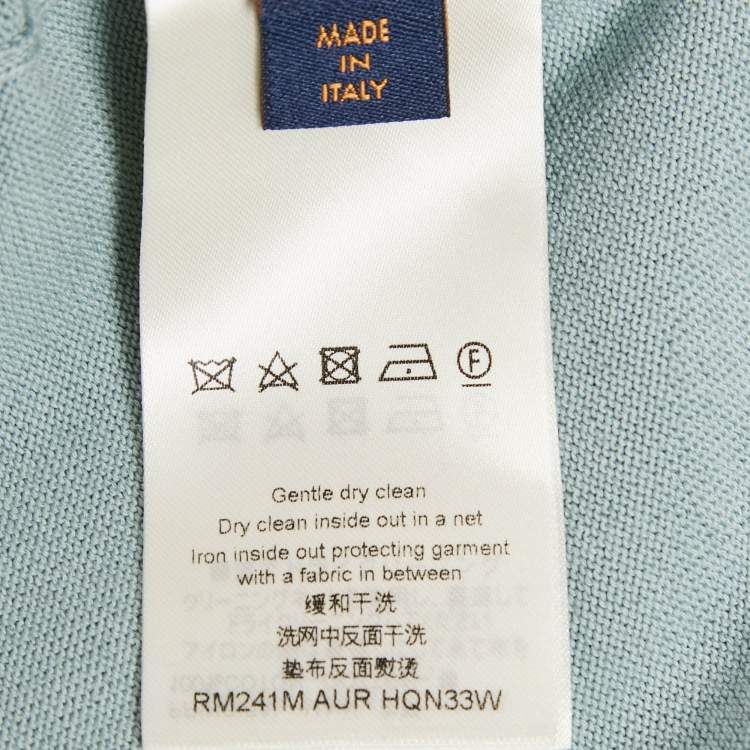 MADE
IN
ITALY
F
Gentle dry clean
Dry clean inside out in a net
Iron inside out protecting garment
with a fabric in between
缓和干洗
洗网中反面干洗
垫布反面熨烫
RM241M AUR HQN33W